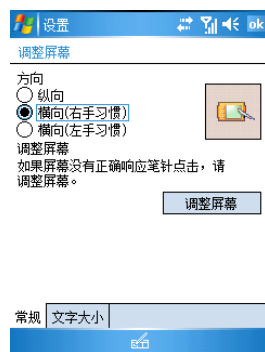 设置
ok
调整屏幕
方向
纵向
横向(右手习惯)
横向(左手习惯)
调整屏幕
如果屏幕没有正确响应笔针点击，请
调整屏幕。
调整屏幕
常规 文字大小